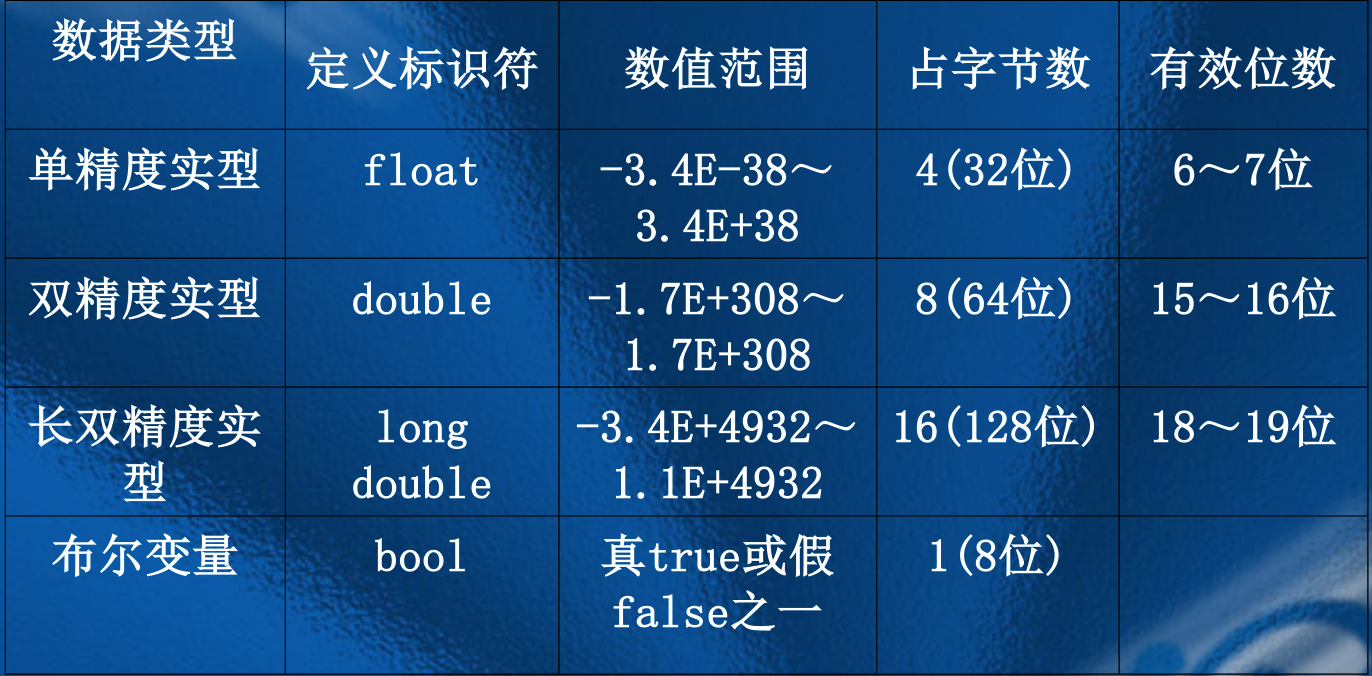 数据类型
定义标识符
数值范围
占字节数
有效位数
单精度实型
float
-3.4E-38～
3.4E+38
4(32位)
6～7位
双精度实型
double
-1.7E+308～
1.7E+308
8(64位)
15～16位
长双精度实
型
long
double
-3.4E+4932～
1.1E+4932
16(128位)
18～19位
布尔变量
bool
真true或假
false之一
1(8位)